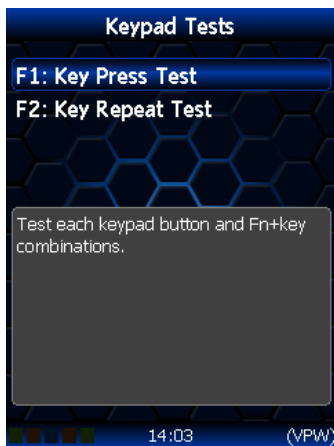 Keypad Tests
F1: Key Press Test
F2: Key Repeat Test
Test each keypad button and Fn+key
combinations.
14:03 (VPW)